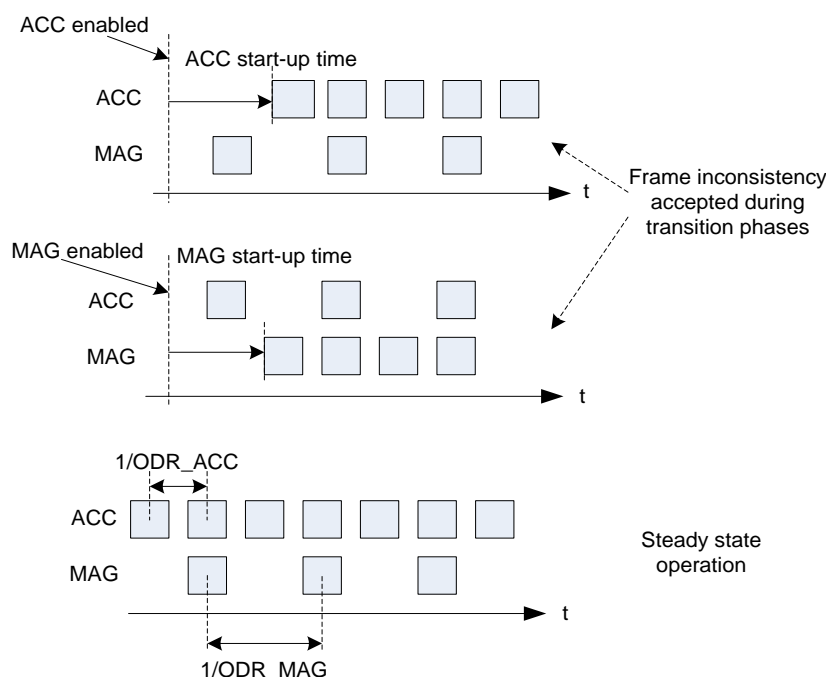 ACC enabled
ACC start-up time
ACC
MAG
t
Frame inconsistency
accepted during
transition phases
MAG enabled
MAG start-up time
ACC
MAG
t
1/ODR_ACC
ACC
MAG
t
Steady state
operation
1/ODR_MAG